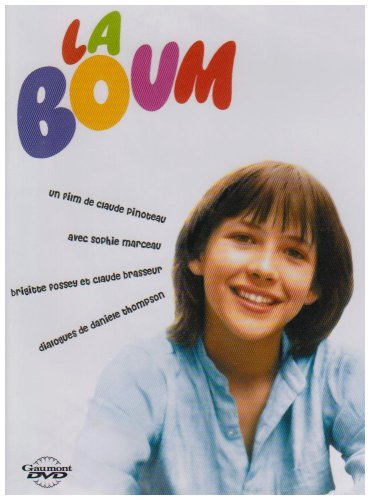 LA
BOUM
un film de claude pinoteau
avec sophie marceau
brigitte fossey et claude brasseur
dialogues de daniele thompson
Gaumont
DVD